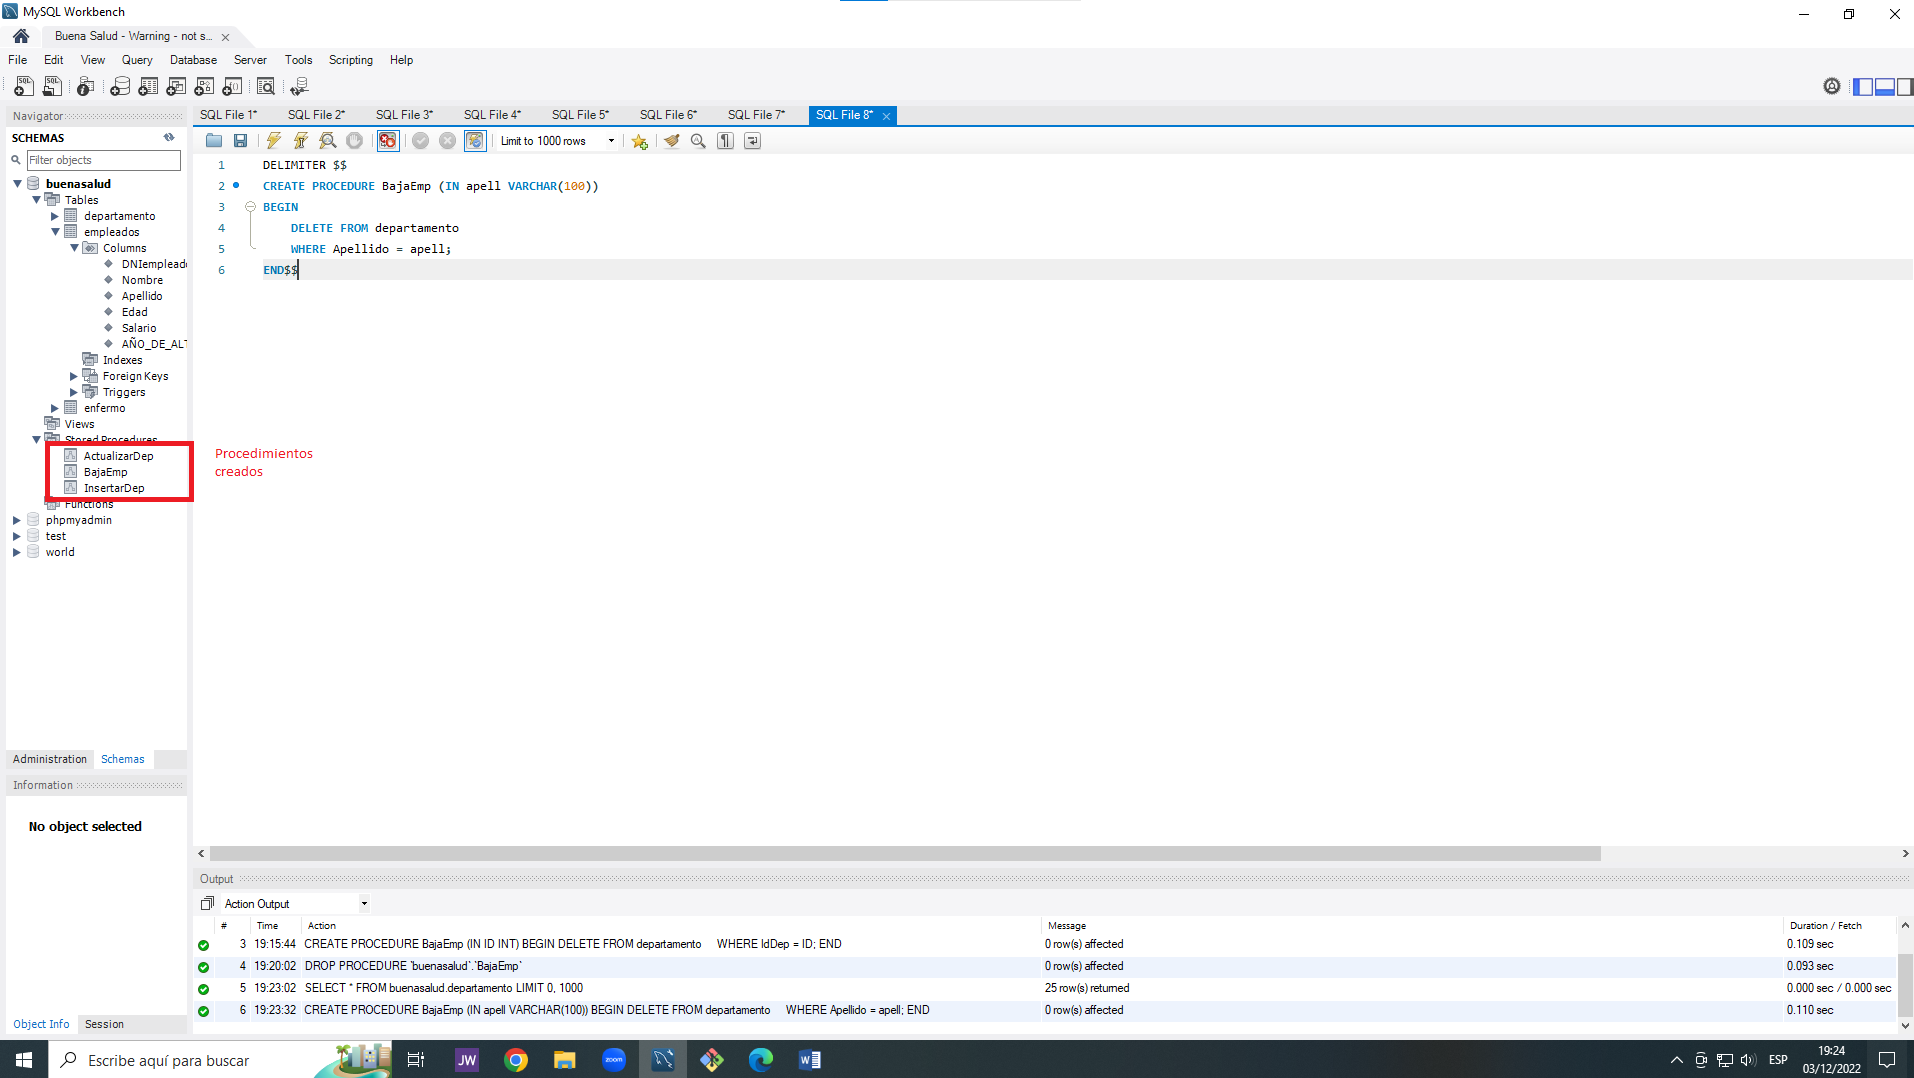 MySQL Workbench
Buena Salud - Warning - not s...
File Edit View Query Database Server Tools Scripting Help
Navigator
SCHEMAS
Filter objects
buenasalud
Tables
departamento
empleados
Columns
DNIemplead
Nombre
Apellido
Edad
Salario
AÑO_DE_ALT
Indexes
Foreign Keys
Triggers
enfermo
Views
Stored Procedures
ActualizarDep
BajaEmp
InsertarDep
Functions
phpmyadmin
test
world
Administration Schemas
Information
No object selected
Object Info Session
SQL File 1* SQL File 2* SQL File 3* SQL File 4* SQL File 5* SQL File 6* SQL File 7* SQL File 8*
Limit to 1000 rows
1 DELIMITER $$
2 CREATE PROCEDURE BajaEmp (IN apell VARCHAR(100))
3 BEGIN
4 DELETE FROM departamento
5 WHERE Apellido = apell;
6 END$$
Procedimientos
creados
Output
Action Output
# Time Action Message Duration / Fetch
3 19:15:44 CREATE PROCEDURE BajaEmp (IN ID INT) BEGIN DELETE FROM departamento WHERE IdDep = ID; END 0 row(s) affected 0.109 sec
4 19:20:02 DROP PROCEDURE `buenasalud`.`BajaEmp` 0 row(s) affected 0.093 sec
5 19:23:02 SELECT * FROM buenasalud.departamento LIMIT 0, 1000 25 row(s) returned 0.000 sec / 0.000 sec
6 19:23:32 CREATE PROCEDURE BajaEmp (IN apell VARCHAR(100)) BEGIN DELETE FROM departamento WHERE Apellido = apell; END 0 row(s) affected 0.110 sec
Escribe aquí para buscar
JW
zoom
ESP
19:24
03/12/2022